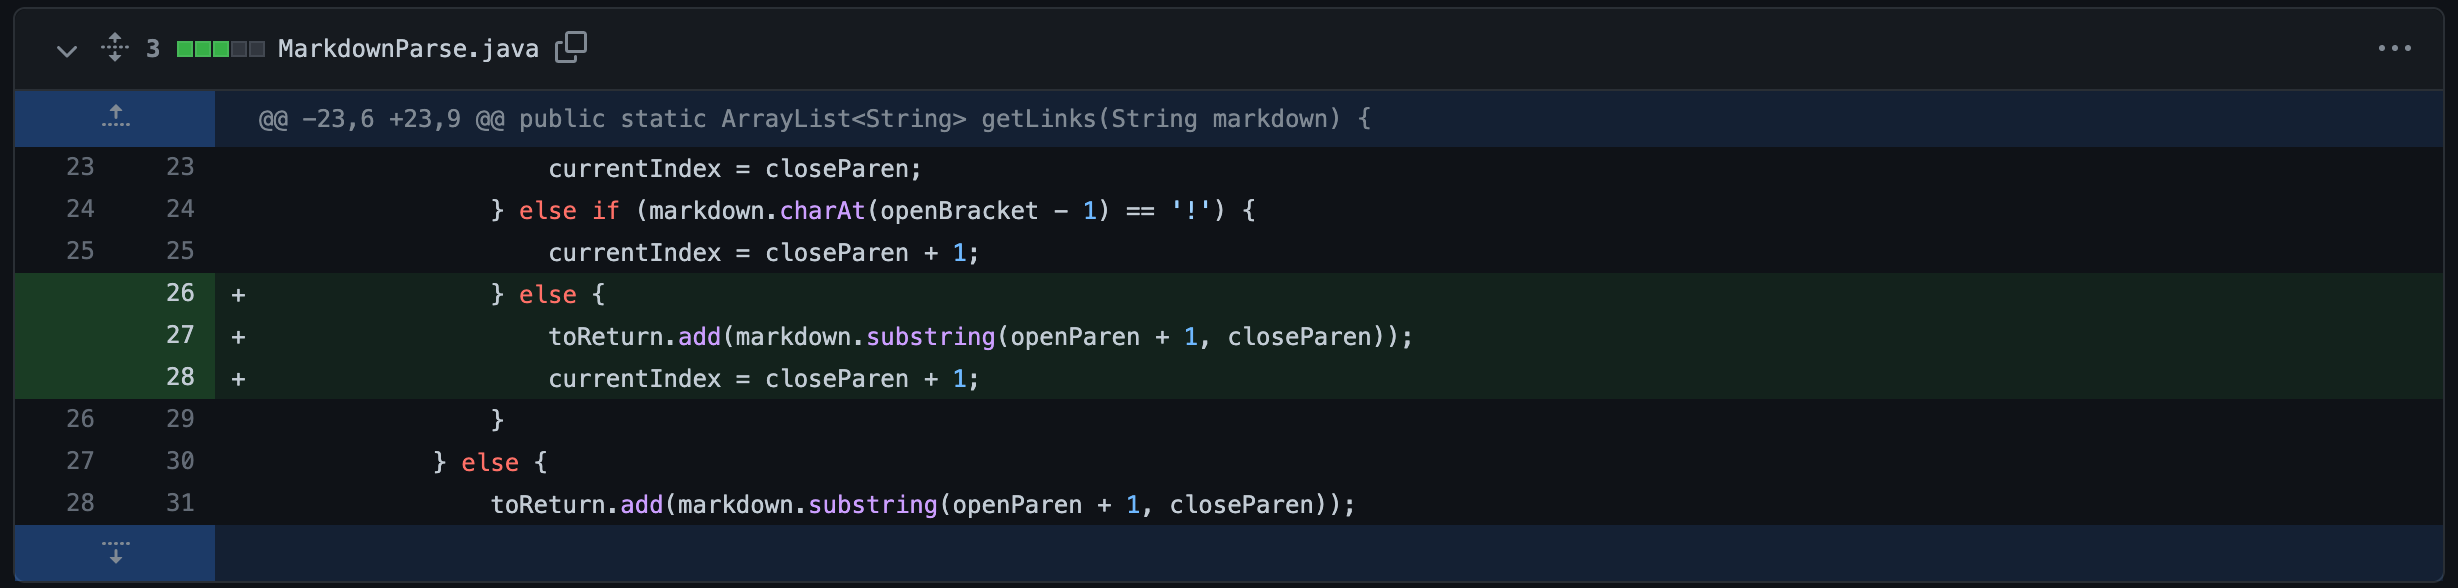 3 MarkdownParse.java
@@ -23,6 +23,9 @@ public static ArrayList<String> getLinks(String markdown) {
23 23 currentIndex = closeParen;
24 24 } else if (markdown.charAt(openBracket - 1) == '!') {
25 25 currentIndex = closeParen + 1;
26 + } else {
27 + toReturn.add(markdown.substring(openParen + 1, closeParen));
28 + currentIndex = closeParen + 1;
26 29 }
27 30 } else {
28 31 toReturn.add(markdown.substring(openParen + 1, closeParen));